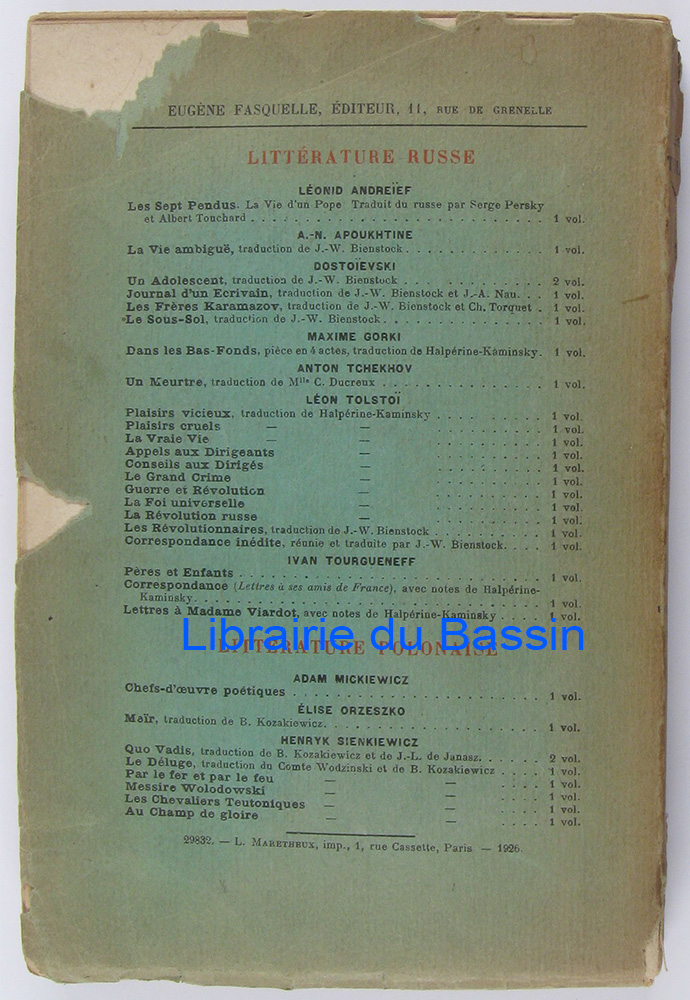 EUGÈNE FASQUELLE, ÉDITEUR, 11, RUE DE GRENELLE
LITTÉRATURE RUSSE
LÉONID ANDREÏEF
Les Sept Pendus. La Vie d'un Pope Traduit du russe par Serge Persky
et Albert Touchard . . . . . . . . . . . . . . . . . . 1 vol.
A.-N. APOUKHTINE
La Vie ambiguë, traduction de J.-W. Bienstock . . . . . . . . . . 1 vol.
DOSTOÏEVSKI
Un Adolescent, traduction de J.-W. Bienstock . . . . . . . . . . 2 vol.
Journal d'un Ecrivain, traduction de J.-W. Bienstock et J.-A. Nau. . . 1 vol.
Les Frères Karamazov, traduction de J.-W. Bienstock et Ch. Torquet . 1 vol.
Le Sous-Sol, traduction de J.-W. Bienstock. . . . . . . . . . . . 1 vol.
MAXIME GORKI
Dans les Bas-Fonds, pièce en 4 actes, traduction de Halpérine-Kaminsky. 1 vol.
ANTON TCHEKHOV
Un Meurtre, traduction de Mlle C. Ducreux . . . . . . . . . . . . 1 vol.
LÉON TOLSTOÏ
Plaisirs vicieux, traduction de Halpérine-Kaminsky . . . . . . . . 1 vol.
Plaisirs cruels — — . . . . . . . . 1 vol.
La Vraie Vie — — . . . . . . . . 1 vol.
Appels aux Dirigeants — . . . . . . . . 1 vol.
Conseils aux Dirigés — . . . . . . . . 1 vol.
Le Grand Crime — . . . . . . . . 1 vol.
Guerre et Révolution — . . . . . . . . 1 vol.
La Foi universelle — . . . . . . . . 1 vol.
La Révolution russe — . . . . . . . . 1 vol.
Les Révolutionnaires, traduction de J.-W. Bienstock . . . . . . . . 1 vol.
Correspondance inédite, réunie et traduite par J.-W. Bienstock. . . . 1 vol.
IVAN TOURGUENEFF
Pères et Enfants . . . . . . . . . . . . . . . . . . . . 1 vol.
Correspondance (Lettres à ses amis de France), avec notes de Halpérine-
Kaminsky. . . . . . . . . . . . . . . . . . . . . . . 1 vol.
Lettres à Madame Viardot, avec notes de Halpérine-Kaminsky . . . . 1 vol.
Librairie du Bassin
LITTÉRATURE POLONAISE
ADAM MICKIEWICZ
Chefs-d'œuvre poétiques . . . . . . . . . . . . . . . . . 1 vol.
ÉLISE ORZESZKO
Meïr, traduction de B. Kozakiewicz. . . . . . . . . . . . . . . 1 vol.
HENRYK SIENKIEWICZ
Quo Vadis, traduction de B. Kozakiewicz et de J.-L. de Janasz. . . . . . 2 vol.
Le Déluge, traduction du Comte Wodzinski et de B. Kozakiewicz . . . . 1 vol.
Par le fer et par le feu — — . . . . 1 vol.
Messire Wolodowski — — . . . . 1 vol.
Les Chevaliers Teutoniques — — . . . . 1 vol.
Au Champ de gloire — — . . . . 1 vol.
29832. — L. MARETHEUX, imp., 1, rue Cassette, Paris — 1926.